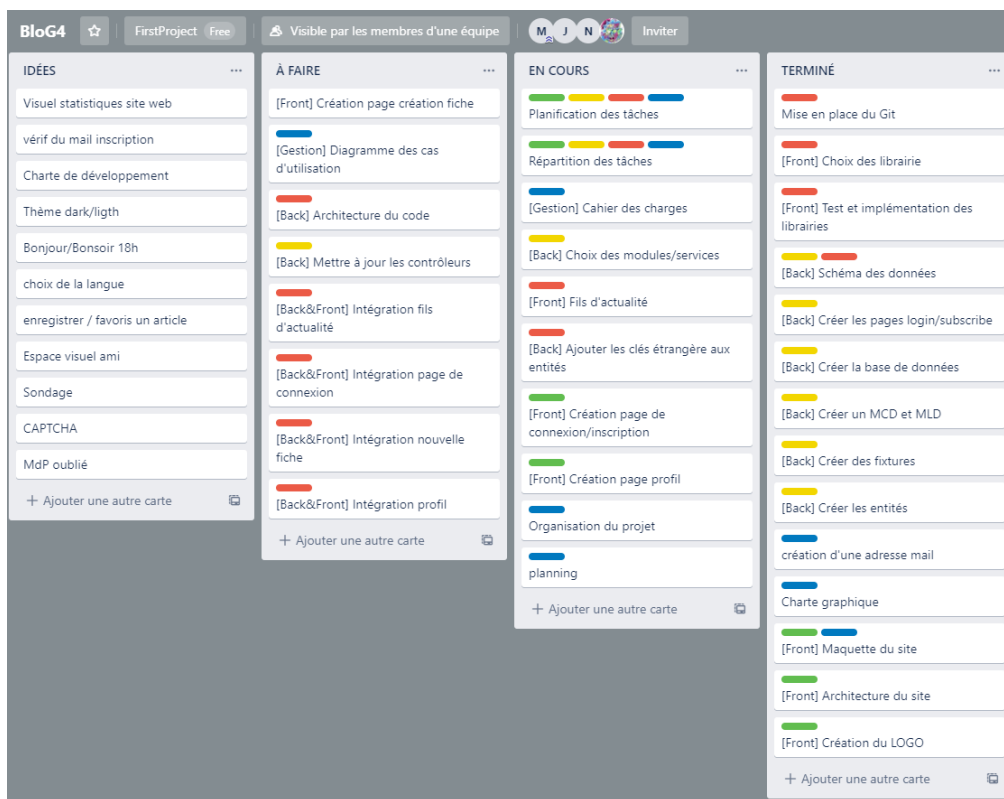 BloG4
FirstProject Free
Visible par les membres d'une équipe
M J N
Inviter
IDÉES
Visuel statistiques site web
vérif du mail inscription
Charte de développement
Thème dark/ligth
Bonjour/Bonsoir 18h
choix de la langue
enregistrer / favoris un article
Espace visuel ami
Sondage
CAPTCHA
MdP oublié
+ Ajouter une autre carte
À FAIRE
[Front] Création page création fiche
[Gestion] Diagramme des cas
d'utilisation
[Back] Architecture du code
[Back] Mettre à jour les contrôleurs
[Back&Front] Intégration fils
d'actualité
[Back&Front] Intégration page de
connexion
[Back&Front] Intégration nouvelle
fiche
[Back&Front] Intégration profil
+ Ajouter une autre carte
EN COURS
Planification des tâches
Répartition des tâches
[Gestion] Cahier des charges
[Back] Choix des modules/services
[Front] Fils d'actualité
[Back] Ajouter les clés étrangère aux
entités
[Front] Création page de
connexion/inscription
[Front] Création page profil
Organisation du projet
planning
+ Ajouter une autre carte
TERMINÉ
Mise en place du Git
[Front] Choix des librairie
[Front] Test et implémentation des
librairies
[Back] Schéma des données
[Back] Créer les pages login/subscribe
[Back] Créer la base de données
[Back] Créer un MCD et MLD
[Back] Créer des fixtures
[Back] Créer les entités
création d'une adresse mail
Charte graphique
[Front] Maquette du site
[Front] Architecture du site
[Front] Création du LOGO
+ Ajouter une autre carte